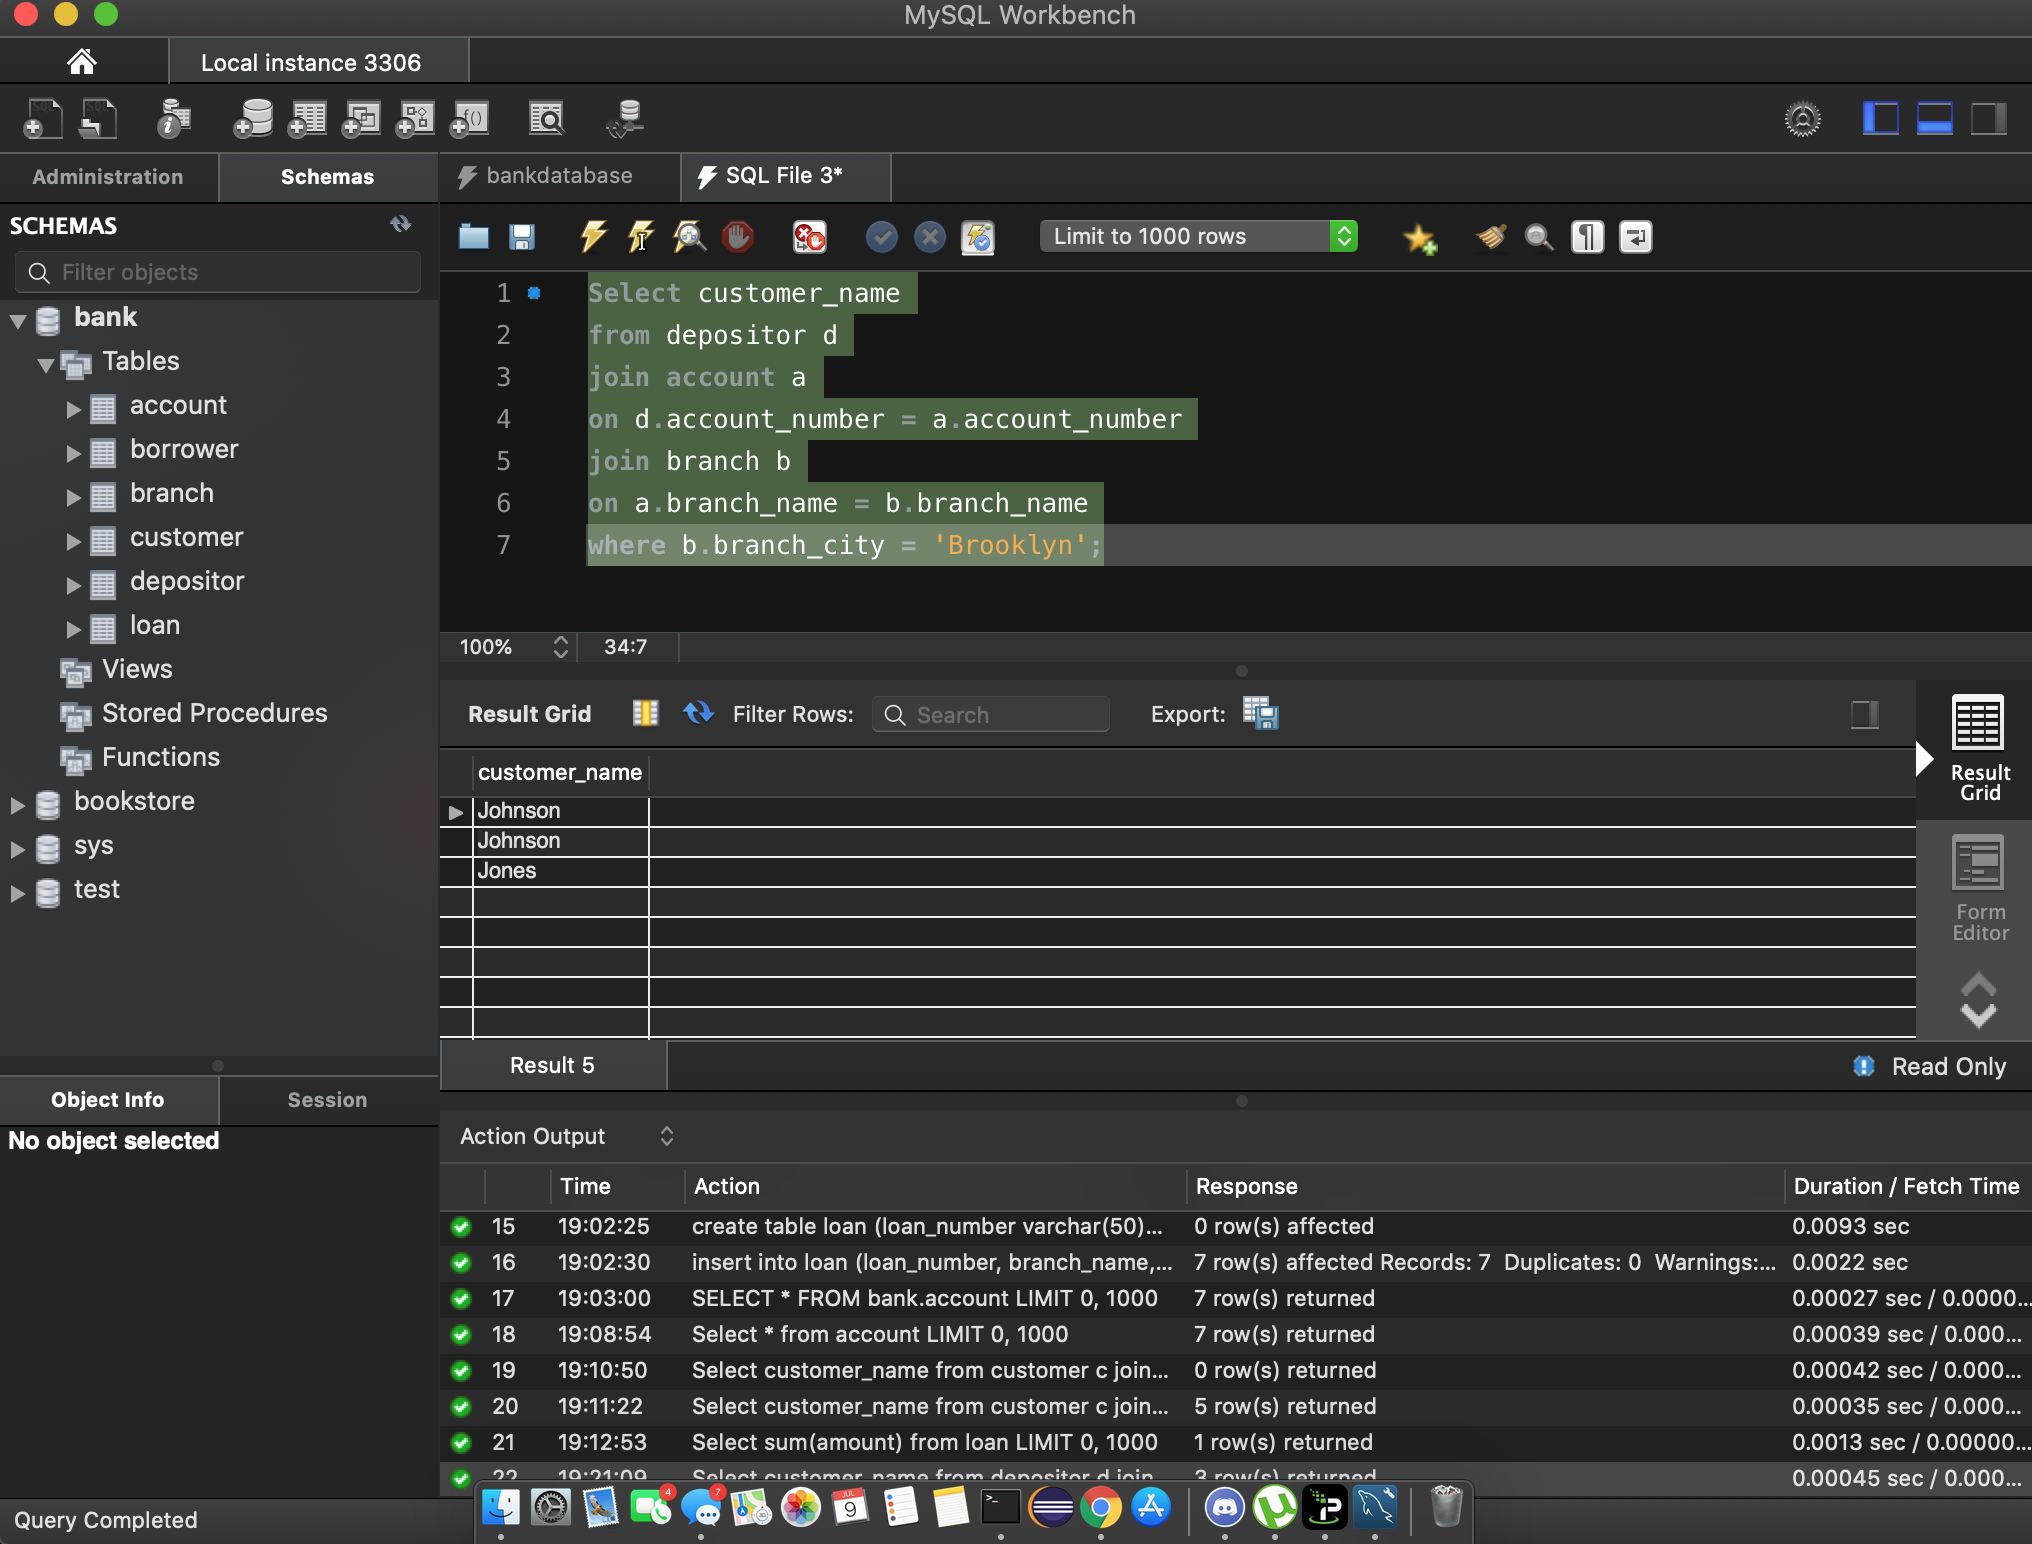 MySQL Workbench
Local instance 3306
Administration
Schemas
bankdatabase
SQL File 3*
SCHEMAS
Filter objects
bank
Tables
account
borrower
branch
customer
depositor
loan
Views
Stored Procedures
Functions
bookstore
sys
test
Object Info
Session
No object selected
Query Completed
Limit to 1000 rows
1 Select customer_name
2 from depositor d
3 join account a
4 on d.account_number = a.account_number
5 join branch b
6 on a.branch_name = b.branch_name
7 where b.branch_city = 'Brooklyn';
100% 34:7
Result Grid Filter Rows: Search Export:
customer_name
Johnson
Johnson
Jones
Result
Grid
Form
Editor
Result 5
Read Only
Action Output
Time Action Response Duration / Fetch Time
15 19:02:25 create table loan (loan_number varchar(50)... 0 row(s) affected 0.0093 sec
16 19:02:30 insert into loan (loan_number, branch_name,... 7 row(s) affected Records: 7 Duplicates: 0 Warnings:... 0.0022 sec
17 19:03:00 SELECT * FROM bank.account LIMIT 0, 1000 7 row(s) returned 0.00027 sec / 0.0000...
18 19:08:54 Select * from account LIMIT 0, 1000 7 row(s) returned 0.00039 sec / 0.000...
19 19:10:50 Select customer_name from customer c join... 0 row(s) returned 0.00042 sec / 0.000...
20 19:11:22 Select customer_name from customer c join... 5 row(s) returned 0.00035 sec / 0.000...
21 19:12:53 Select sum(amount) from loan LIMIT 0, 1000 1 row(s) returned 0.0013 sec / 0.00000...
22 19:21:09 Select customer_name from depositor d join... 3 row(s) returned 0.00045 sec / 0.000...
4
7
JUL
9